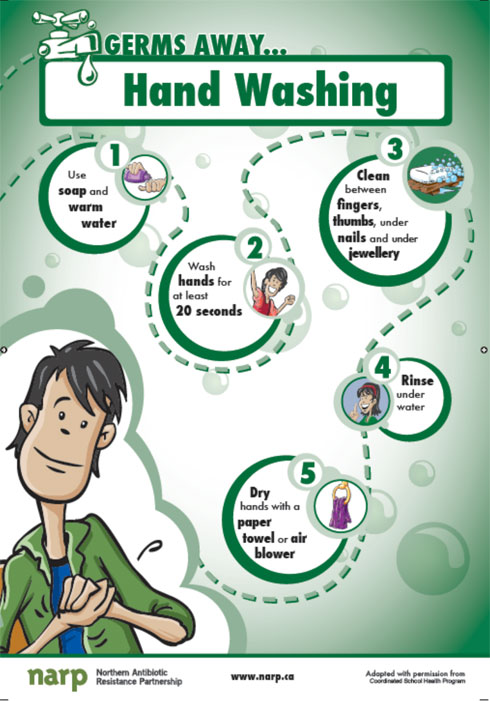 GERMS AWAY...
Hand Washing
1
Use
soap and
warm
water
2
Wash
hands for
at least
20 seconds
3
Clean
between
fingers,
thumbs, under
nails and under
jewellery
4
Rinse
under
water
5
Dry
hands with a
paper
towel or air
blower
narp
Northern Antibiotic
Resistance Partnership
www.narp.ca
Adapted with permission from
Coordinated School Health Program